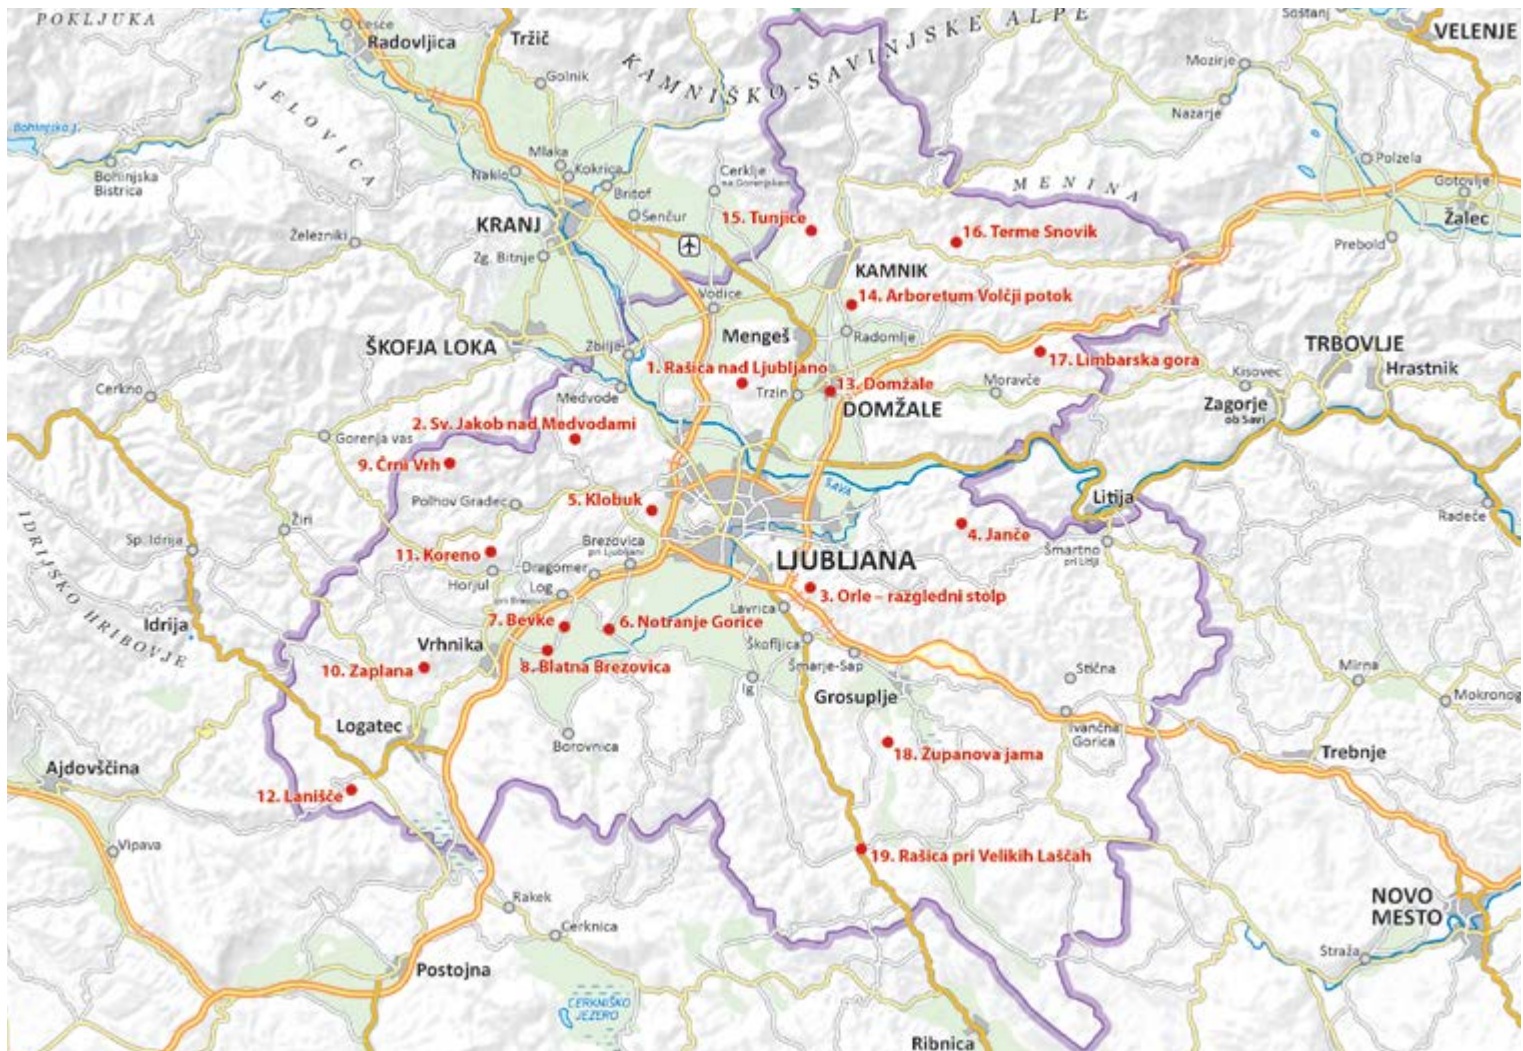 POKLJUKA
Lesce
Radovljica
Tržič
KAMNIŠKO-SAVINJSKE ALPE
Šoštanj
VELENJE
Golnik
Mozirje
JELOVICA
Nazarje
Bohinjsko j.
Bohinjska
Bistrica
Mlaka
Kokrica
Naklo
Britof
Cerklje
na Gorenjskem
MENINA
Polzela
Gotovlje
Žalec
KRANJ
Šenčur
15. Tunjice
16. Terme Snovik
Prebold
Železniki
Zg. Bitnje
KAMNIK
Vodice
14. Arboretum Volčji potok
Mengeš
Radomlje
ŠKOFJA LOKA
Zbilje
TRBOVLJE
1. Rašica nad Ljubljano
17. Limbarska gora
Hrastnik
Cerkno
Medvode
Trzin
13. Domžale
Moravče
Kisovec
DOMŽALE
Zagorje
ob Savi
2. Sv. Jakob nad Medvodami
Gorenja vas
9. Črni Vrh
Polhov Gradec
5. Klobuk
SAVA
Litija
Radeče
IDRIJSKO HRIBOVJE
Žiri
Sp. Idrija
4. Janče
Brezovica
pri Ljubljani
Šmartno
pri Litiji
11. Koreno
Horjul
Dragomer
LJUBLJANA
Log
pri Brezovici
3. Orle – razgledni stolp
Lavrica
Idrija
7. Bevke
6. Notranje Gorice
Vrhnika
Škofljica
8. Blatna Brezovica
Šmarje-Sap
10. Zaplana
Ig
Stična
Mirna
Grosuplje
Mokronog
Logatec
Borovnica
Ivančna
Gorica
18. Županova jama
Trebnje
Ajdovščina
12. Lanišče
Vipava
19. Rašica pri Velikih Laščah
Rakek
NOVO
MESTO
Cerknica
Straža
Postojna
CERKNIŠKO
JEZERO
Ribnica